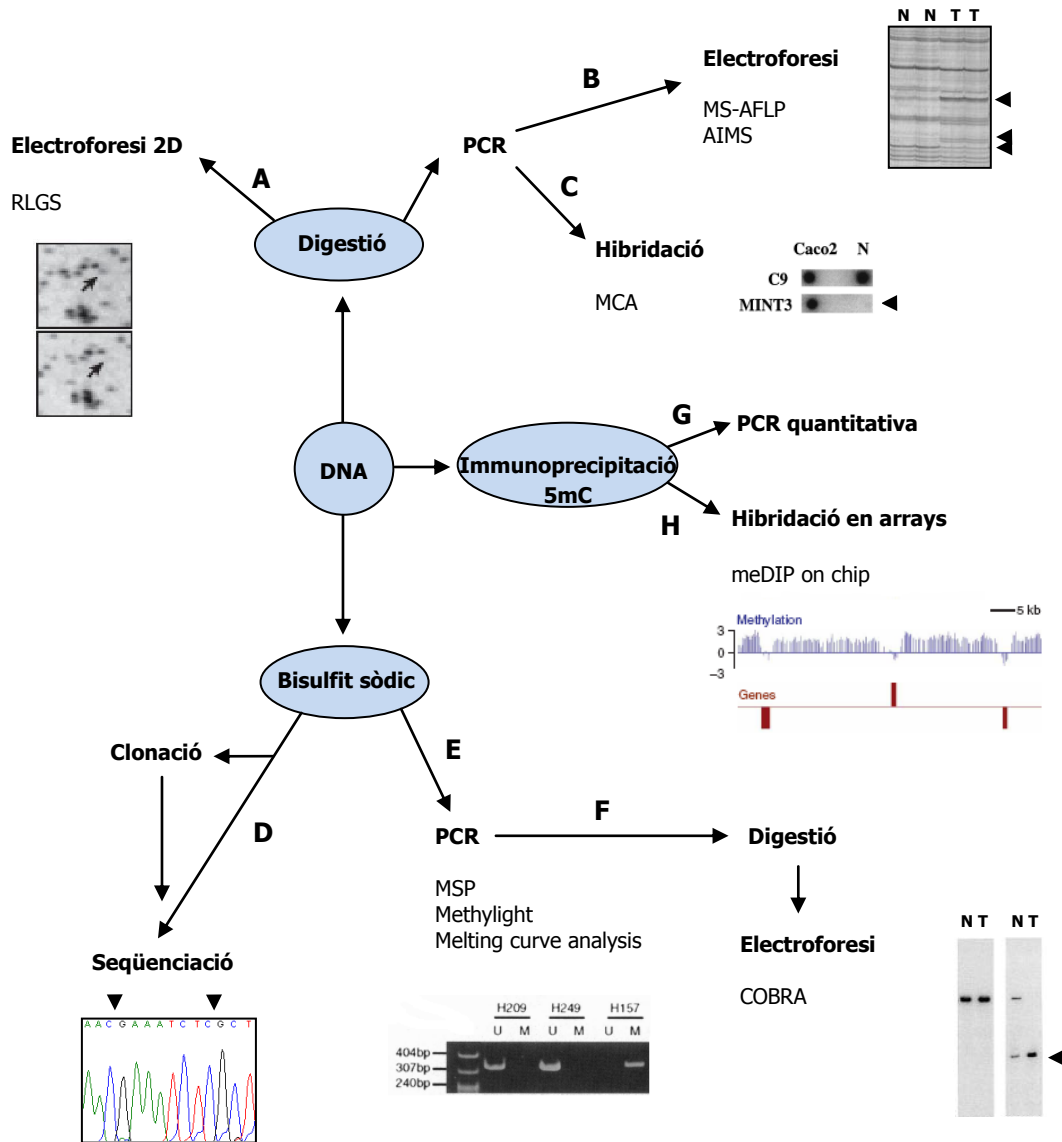 N N T T
Electroforesi
B
MS-AFLP
AIMS
PCR
Electroforesi 2D
A
RLGS
C
Digestió
Hibridació
Caco2 N
C9
MCA
MINT3
G
PCR quantitativa
DNA
Immunoprecipitació
5mC
H
Hibridació en arrays
meDIP on chip
5 kb
Methylation
3
0
−3
Genes
Bisulfit sòdic
Clonació
E
D
F
PCR
Digestió
MSP
Methylight
Melting curve analysis
N T N T
Electroforesi
Seqüenciació
COBRA
H209 H249 H157
U M U M U M
404bp
307bp
240bp
A A C G A A A T C T C G C T